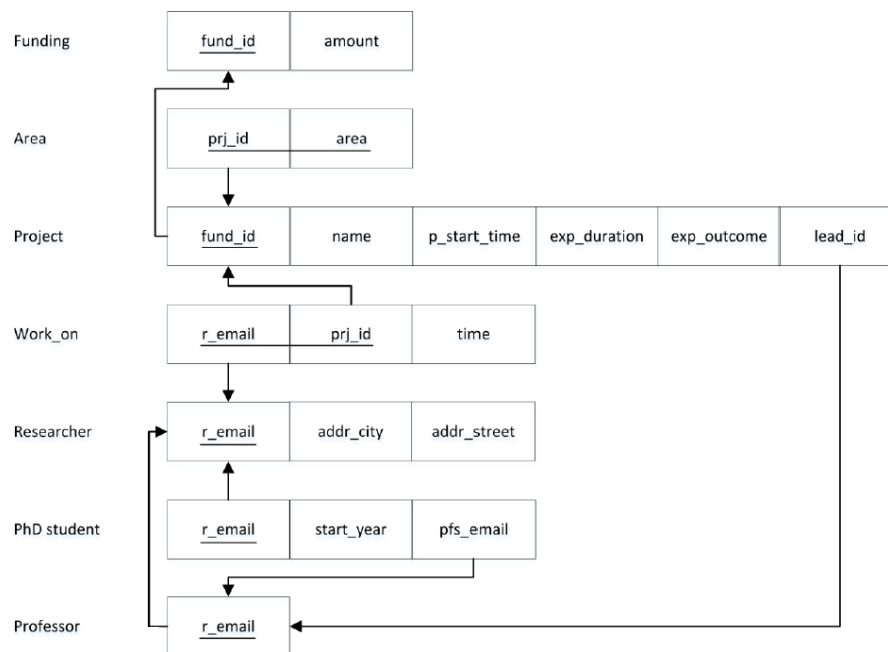 Funding fund_id amount
Area prj_id area
Project fund_id name p_start_time exp_duration exp_outcome lead_id
Work_on r_email prj_id time
Researcher r_email addr_city addr_street
PhD student r_email start_year pfs_email
Professor r_email